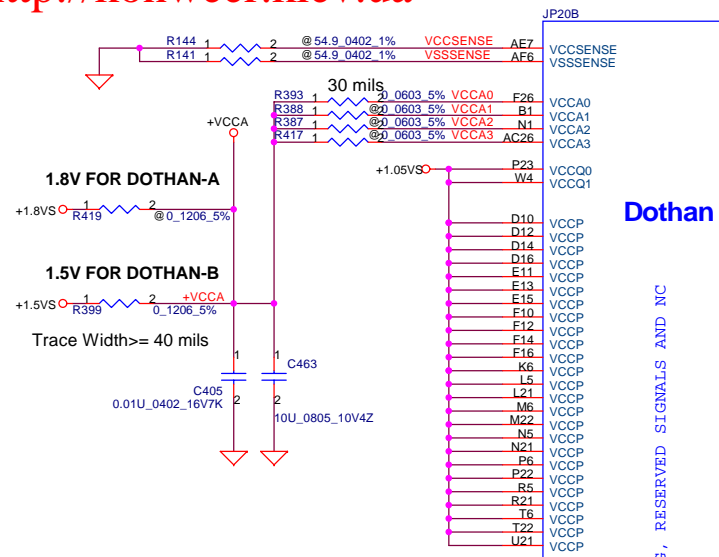 JP20B
R144 1 2 @54.9_0402_1% VCCSENSE AE7 VCCSENSE
R141 1 2 @54.9_0402_1% VSSSENSE AF6 VSSSENSE
30 mils
R393 1 2 0_0603_5% VCCA0 F26 VCCA0
R388 1 2 @0_0603_5% VCCA1 B1 VCCA1
R387 1 2 @0_0603_5% VCCA2 N1 VCCA2
R417 1 2 @0_0603_5% VCCA3 AC26 VCCA3
+VCCA
+1.05VS P23 VCCQ0
W4 VCCQ1
1.8V FOR DOTHAN-A
+1.8VS 1 2
R419 @0_1206_5%
Dothan
1.5V FOR DOTHAN-B
+1.5VS 1 2 +VCCA
R399 0_1206_5%
Trace Width>= 40 mils
1 1
C463
C405
0.01U_0402_16V7K 2 2
10U_0805_10V4Z
D10 VCCP
D12 VCCP
D14 VCCP
D16 VCCP
E11 VCCP
E13 VCCP
E15 VCCP
F10 VCCP
F12 VCCP
F14 VCCP
F16 VCCP
K6 VCCP
L5 VCCP
L21 VCCP
M6 VCCP
M22 VCCP
N5 VCCP
N21 VCCP
P6 VCCP
P22 VCCP
R5 VCCP
R21 VCCP
T6 VCCP
T22 VCCP
U21 VCCP
, RESERVED SIGNALS AND NC